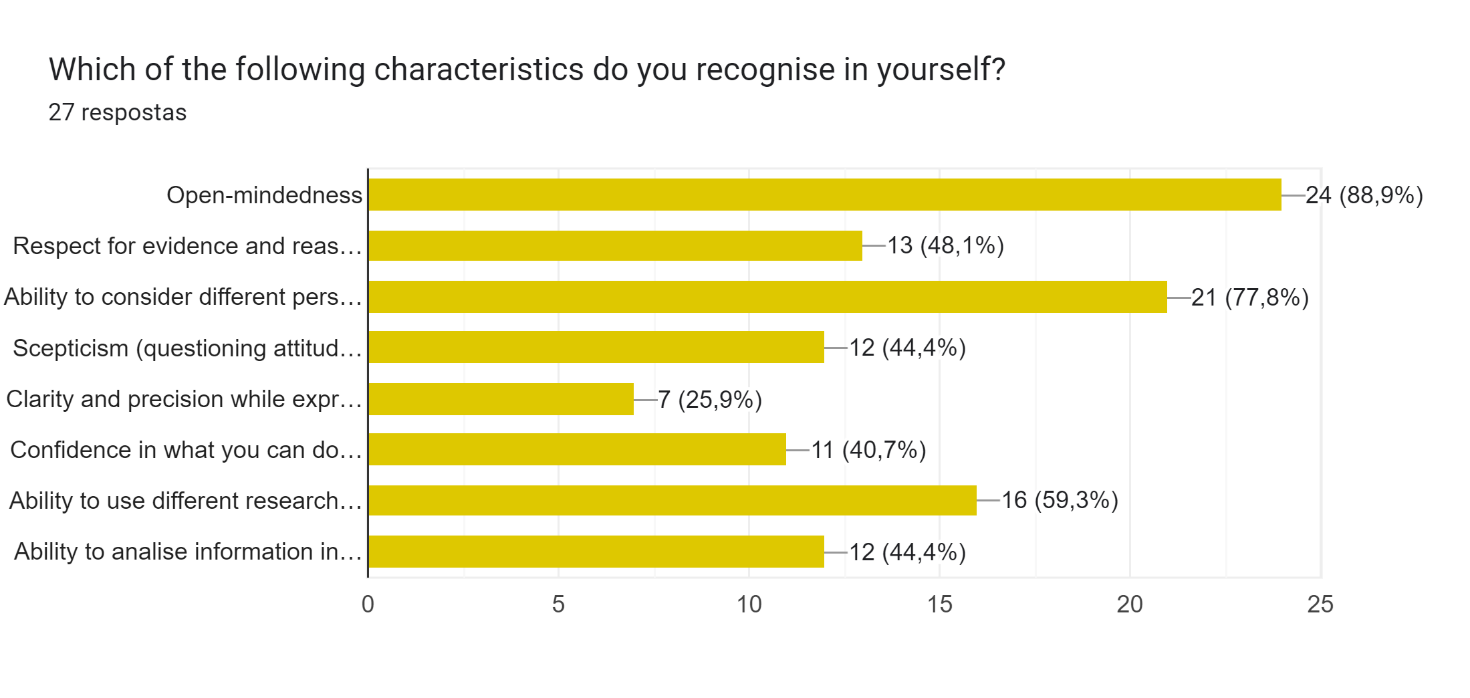 Which of the following characteristics do you recognise in yourself?
27 respostas
Open-mindedness
24 (88,9%)
Respect for evidence and reas…
13 (48,1%)
Ability to consider different pers…
21 (77,8%)
Scepticism (questioning attitud…
12 (44,4%)
Clarity and precision while expr…
7 (25,9%)
Confidence in what you can do…
11 (40,7%)
Ability to use different research…
16 (59,3%)
Ability to analise information in…
12 (44,4%)
0 5 10 15 20 25